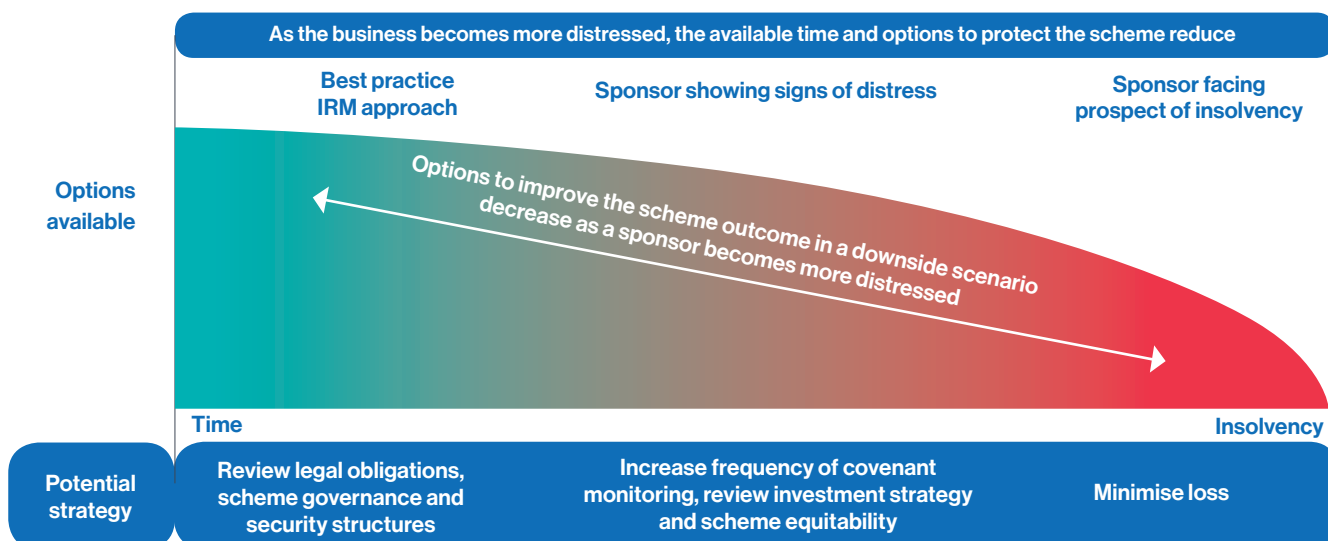 As the business becomes more distressed, the available time and options to protect the scheme reduce
Best practice
IRM approach
Sponsor showing signs of distress
Sponsor facing
prospect of insolvency
Options
available
Options to improve the scheme outcome in a downside scenario
decrease as a sponsor becomes more distressed
Time
Insolvency
Potential
strategy
Review legal obligations,
scheme governance and
security structures
Increase frequency of covenant
monitoring, review investment strategy
and scheme equitability
Minimise loss